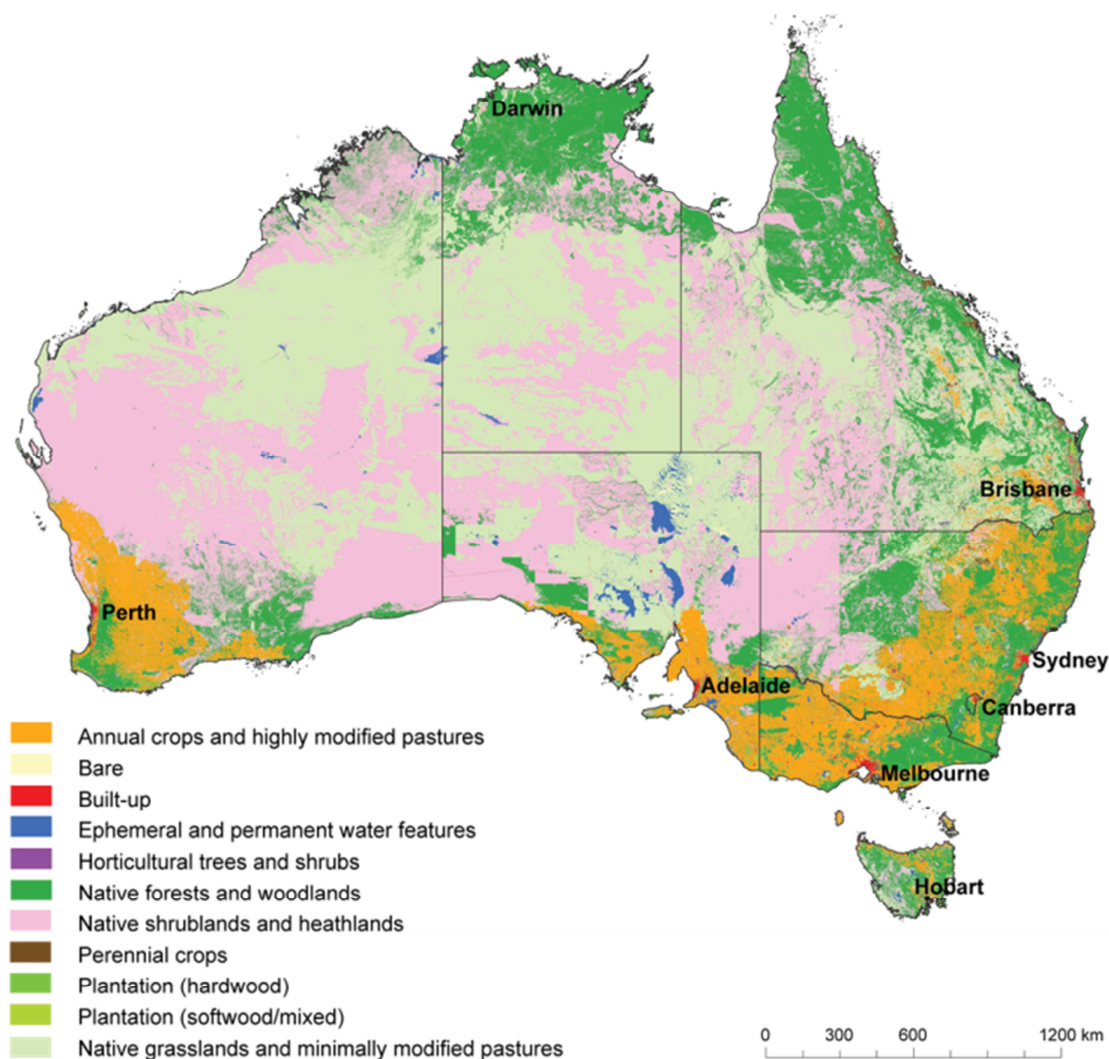 Darwin
Brisbane
Perth
Sydney
Adelaide
Canberra
Melbourne
Hobart
Annual crops and highly modified pastures
Bare
Built-up
Ephemeral and permanent water features
Horticultural trees and shrubs
Native forests and woodlands
Native shrublands and heathlands
Perennial crops
Plantation (hardwood)
Plantation (softwood/mixed)
Native grasslands and minimally modified pastures
0 300 600 1200 km